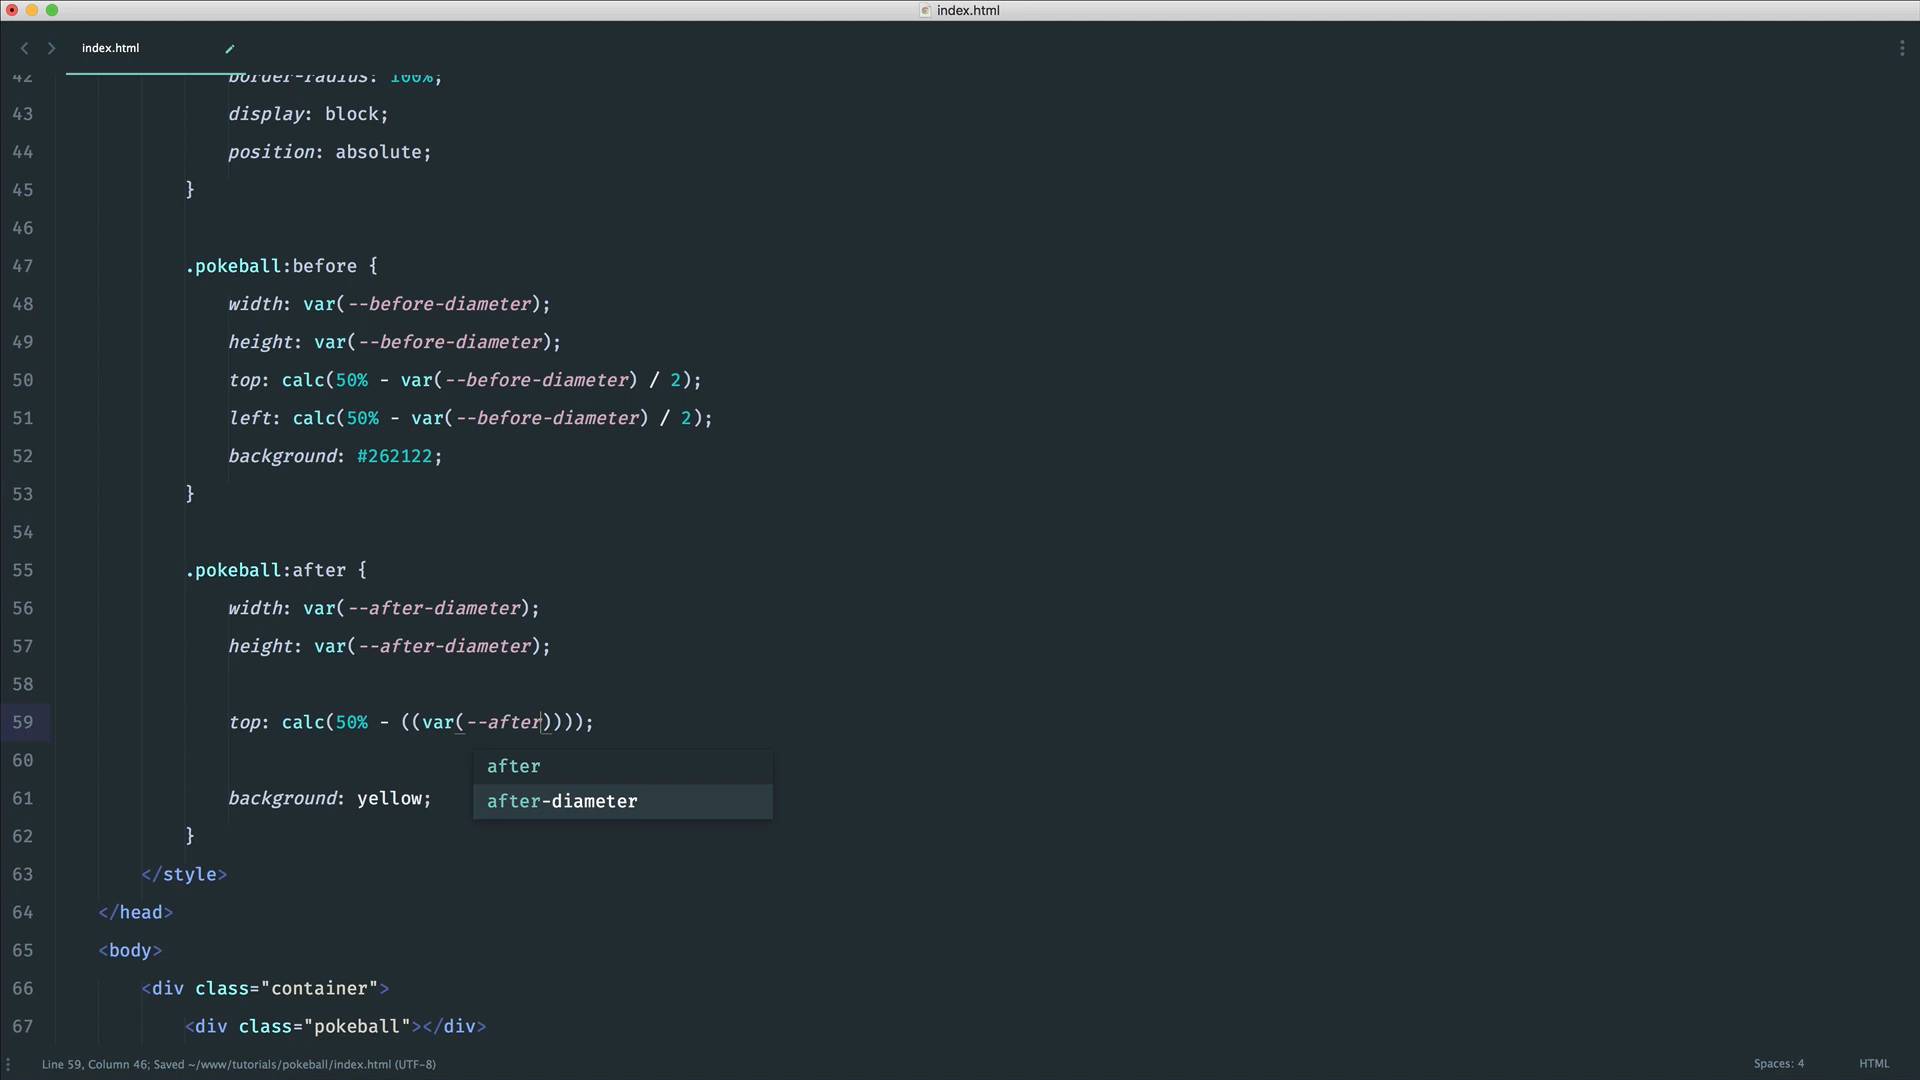 index.html
index.html
42 border-radius: 100%;
43 display: block;
44 position: absolute;
45 }
46
47 .pokeball:before {
48 width: var(--before-diameter);
49 height: var(--before-diameter);
50 top: calc(50% - var(--before-diameter) / 2);
51 left: calc(50% - var(--before-diameter) / 2);
52 background: #262122;
53 }
54
55 .pokeball:after {
56 width: var(--after-diameter);
57 height: var(--after-diameter);
58
59 top: calc(50% - ((var(--after))));
60 after
after-diameter
61 background: yellow;
62 }
63 </style>
64 </head>
65 <body>
66 <div class="container">
67 <div class="pokeball"></div>
Line 59, Column 46; Saved ~/www/tutorials/pokeball/index.html (UTF-8) Spaces: 4 HTML